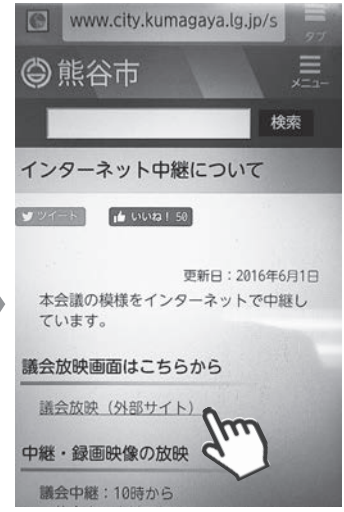 www.city.kumagaya.lg.jp/s
タブ
熊谷市
メニュー
検索
インターネット中継について
ツイート
いいね! 50
更新日:2016年6月1日
本会議の模様をインターネットで中継し
ています。
議会放映画面はこちらから
議会放映(外部サイト)
中継・録画映像の放映
議会中継:10時から